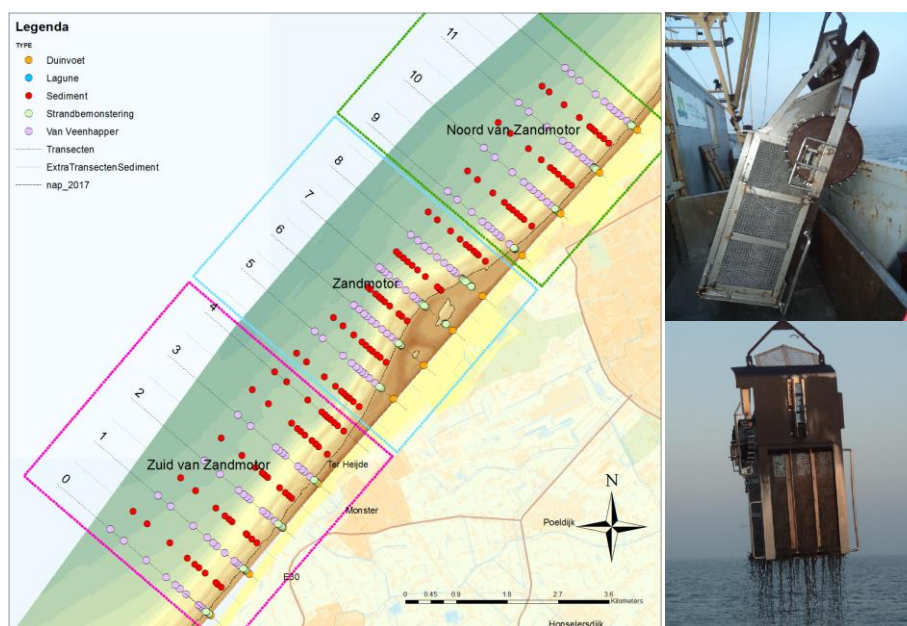 Legenda
TYPE
Duinvoet
Lagune
Sediment
Strandbemonstering
Van Veenhapper
Transecten
ExtraTransectenSediment
nap_2017
11
10
9
8
7
6
5
4
3
2
1
0
Noord van Zandmotor
Zandmotor
Zuid van Zandmotor
Ter Heijde
Monster
Poeldijk
N
E30
0 0.45 0.9 1.8 2.7 3.6
Kilometers
Honselersdijk